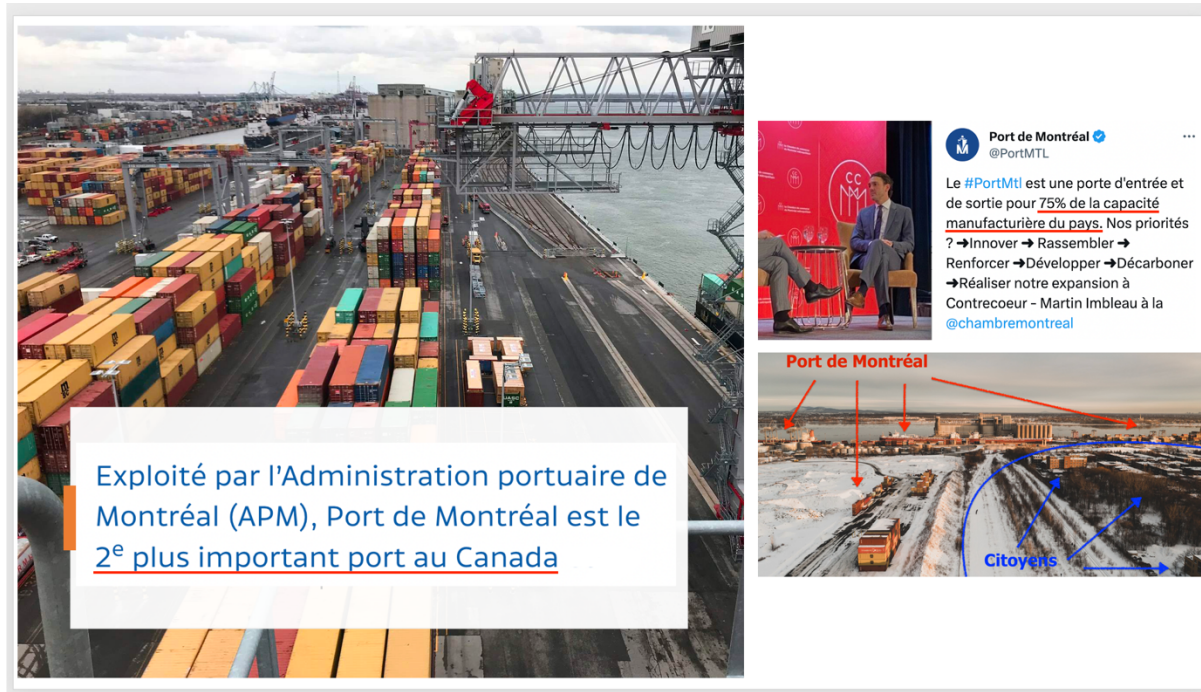 Exploité par l'Administration portuaire de
Montréal (APM), Port de Montréal est le
2e plus important port au Canada
CC
Port de Montréal
@PortMTL
Le #PortMtl est une porte d'entrée et
de sortie pour 75% de la capacité
manufacturière du pays. Nos priorités
? ➜Innover ➜ Rassembler ➜
Renforcer ➜Développer ➜Décarboner
➜Réaliser notre expansion à
Contrecoeur - Martin Imbleau à la
@chambremontreal
Port de Montréal
Citoyens